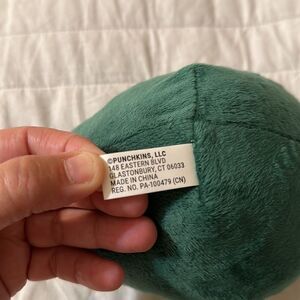 ©PUNCHKINS, LLC
148 EASTERN BLVD
GLASTONBURY, CT 06033
MADE IN CHINA
REG. NO. PA-100479 (CN)